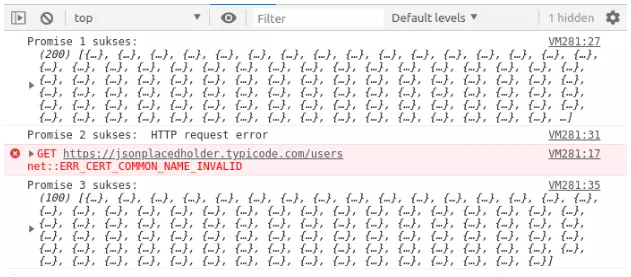 top
Filter
Default levels
1 hidden
Promise 1 sukses:
VM281:27
(200) [{…}, {…}, {…}, {…}, {…}, {…}, {…}, {…}, {…}, {…}, {…}, {…}, {…}, {…}, {…}, {…},
{…}, {…}, {…}, {…}, {…}, {…}, {…}, {…}, {…}, {…}, {…}, {…}, {…}, {…}, {…}, {…}, {…},
{…}, {…}, {…}, {…}, {…}, {…}, {…}, {…}, {…}, {…}, {…}, {…}, {…}, {…}, {…}, {…}, {…},
{…}, {…}, {…}, {…}, {…}, {…}, {…}, {…}, {…}, {…}, {…}, {…}, {…}, {…}, {…}, {…}, {…},
{…}, {…}, {…}, {…}, {…}, {…}, {…}, {…}, {…}, {…}, {…}, {…}, {…}, {…}, {…}, {…}, {…},
{…}, {…}, {…}, {…}, {…}, {…}, {…}, {…}, {…}, {…}, {…}, {…}, {…}, {…}, {…}, {…}, …]
Promise 2 sukses:  HTTP request error
VM281:31
GET https://jsonplacedholder.typicode.com/users
VM281:17
net::ERR_CERT_COMMON_NAME_INVALID
Promise 3 sukses:
VM281:35
(100) [{…}, {…}, {…}, {…}, {…}, {…}, {…}, {…}, {…}, {…}, {…}, {…}, {…}, {…}, {…}, {…},
{…}, {…}, {…}, {…}, {…}, {…}, {…}, {…}, {…}, {…}, {…}, {…}, {…}, {…}, {…}, {…}, {…},
{…}, {…}, {…}, {…}, {…}, {…}, {…}, {…}, {…}, {…}, {…}, {…}, {…}, {…}, {…}, {…}, {…},
{…}, {…}, {…}, {…}, {…}, {…}, {…}, {…}, {…}, {…}, {…}, {…}, {…}, {…}, {…}, {…}, {…},
{…}, {…}, {…}, {…}, {…}, {…}, {…}, {…}, {…}, {…}, {…}, {…}, {…}, {…}, {…}, {…}, {…},
{…}, {…}, {…}, {…}, {…}, {…}, {…}, {…}, {…}, {…}, {…}, {…}, {…}, {…}, {…}, {…}]